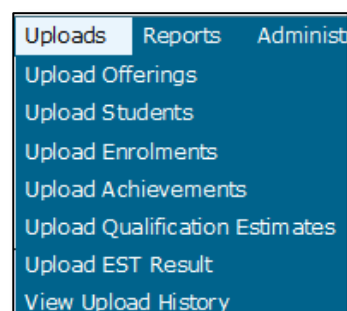 Uploads Reports Administ
Upload Offerings
Upload Students
Upload Enrolments
Upload Achievements
Upload Qualification Estimates
Upload EST Result
View Upload History